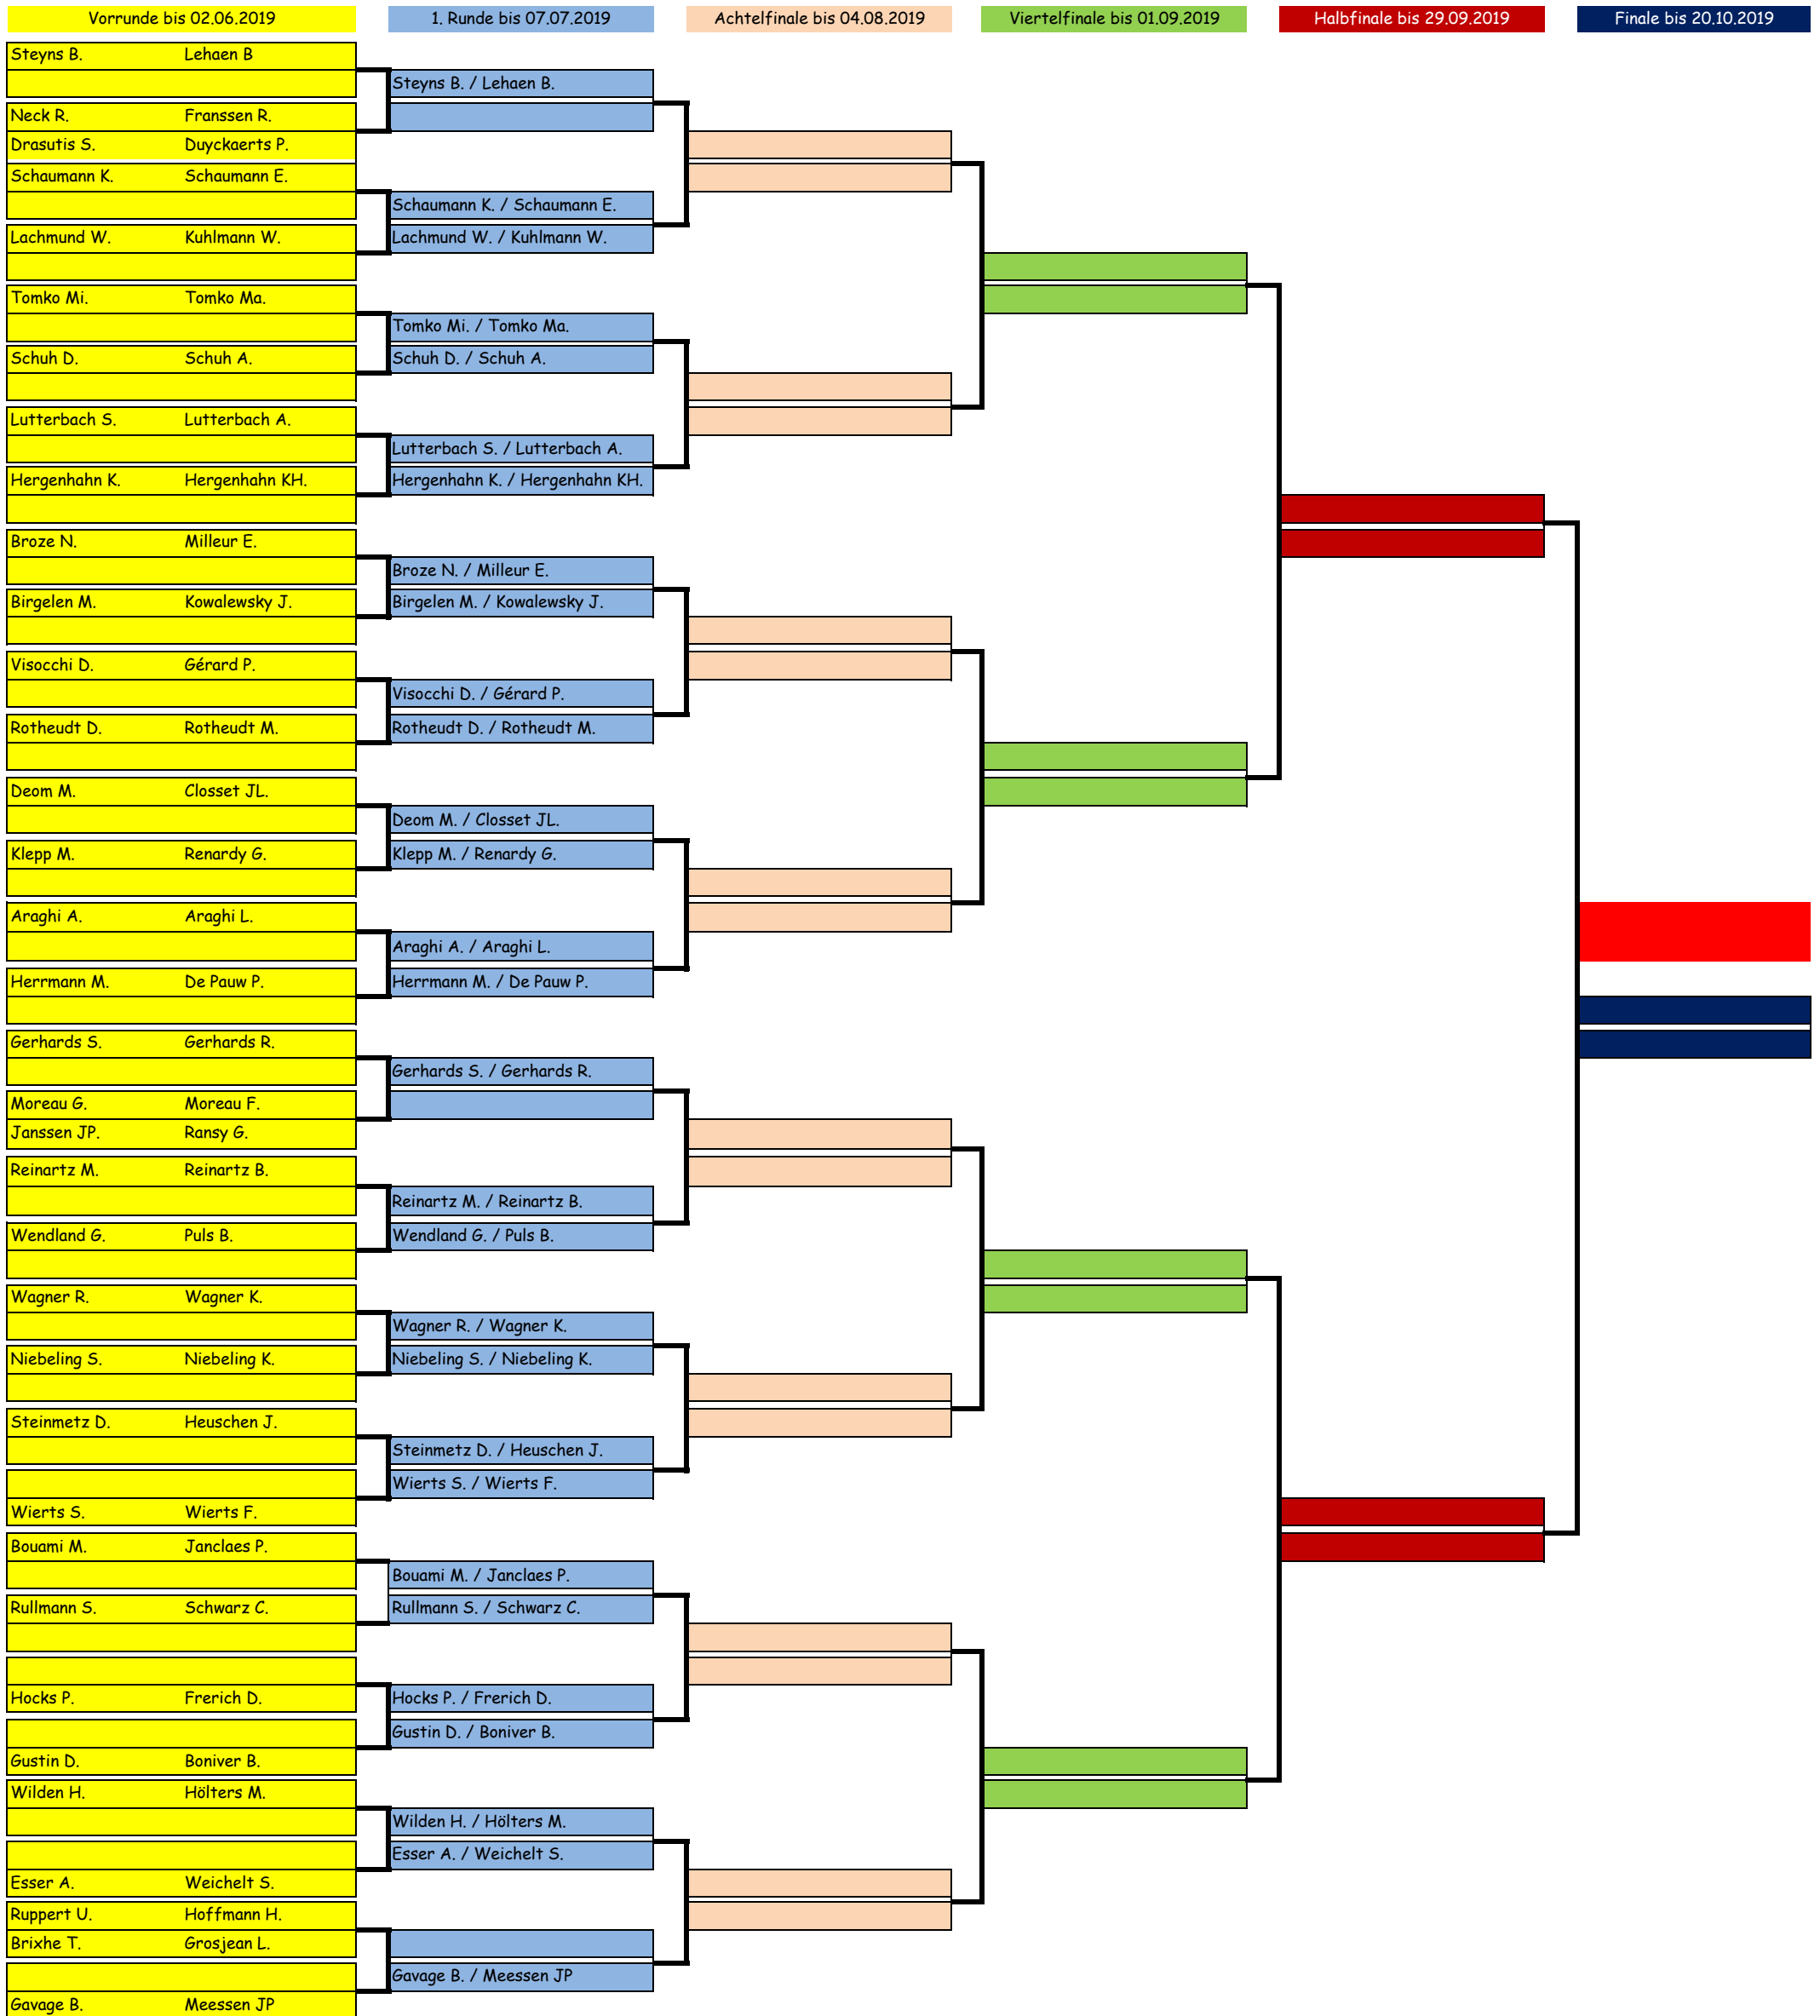 Vorrunde bis 02.06.2019 1. Runde bis 07.07.2019 Achtelfinale bis 04.08.2019 Viertelfinale bis 01.09.2019 Halbfinale bis 29.09.2019 Finale bis 20.10.2019
Steyns B. Lehaen B
Steyns B. / Lehaen B.
Neck R. Franssen R.
Drasutis S. Duyckaerts P.
Schaumann K. Schaumann E.
Schaumann K. / Schaumann E.
Lachmund W. Kuhlmann W. Lachmund W. / Kuhlmann W.
Tomko Mi. Tomko Ma.
Tomko Mi. / Tomko Ma.
Schuh D. Schuh A. Schuh D. / Schuh A.
Lutterbach S. Lutterbach A.
Lutterbach S. / Lutterbach A.
Hergenhahn K. Hergenhahn KH. Hergenhahn K. / Hergenhahn KH.
Broze N. Milleur E.
Broze N. / Milleur E.
Birgelen M. Kowalewsky J. Birgelen M. / Kowalewsky J.
Visocchi D. Gérard P.
Visocchi D. / Gérard P.
Rotheudt D. Rotheudt M. Rotheudt D. / Rotheudt M.
Deom M. Closset JL.
Deom M. / Closset JL.
Klepp M. Renardy G. Klepp M. / Renardy G.
Araghi A. Araghi L.
Araghi A. / Araghi L.
Herrmann M. De Pauw P. Herrmann M. / De Pauw P.
Gerhards S. Gerhards R.
Gerhards S. / Gerhards R.
Moreau G. Moreau F.
Janssen JP. Ransy G.
Reinartz M. Reinartz B.
Reinartz M. / Reinartz B.
Wendland G. Puls B. Wendland G. / Puls B.
Wagner R. Wagner K.
Wagner R. / Wagner K.
Niebeling S. Niebeling K. Niebeling S. / Niebeling K.
Steinmetz D. Heuschen J.
Steinmetz D. / Heuschen J.
Wierts S. / Wierts F.
Wierts S. Wierts F.
Bouami M. Janclaes P.
Bouami M. / Janclaes P.
Rullmann S. Schwarz C. Rullmann S. / Schwarz C.
Hocks P. Frerich D. Hocks P. / Frerich D.
Gustin D. / Boniver B.
Gustin D. Boniver B.
Wilden H. Hölters M.
Wilden H. / Hölters M.
Esser A. / Weichelt S.
Esser A. Weichelt S.
Ruppert U. Hoffmann H.
Brixhe T. Grosjean L.
Gavage B. / Meessen JP
Gavage B. Meessen JP